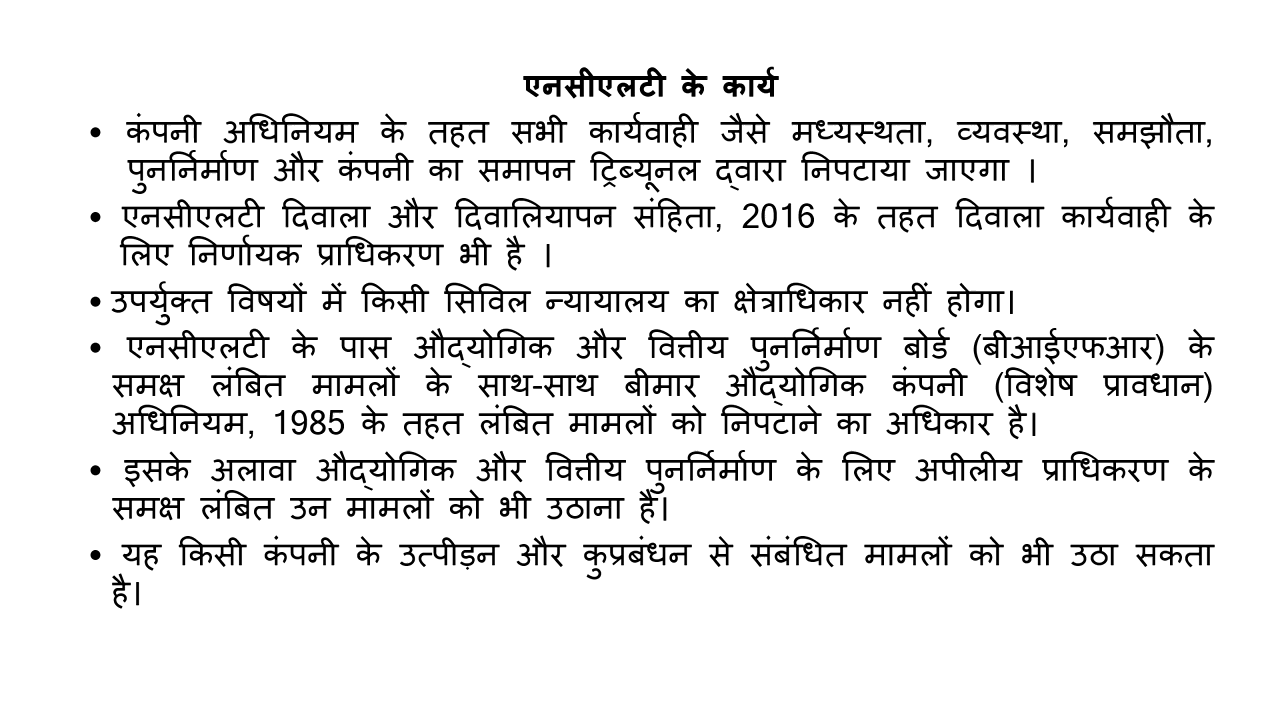 एनसीएलटी के कार्य
• कंपनी अधिनियम के तहत सभी कार्यवाही जैसे मध्यस्थता, व्यवस्था, समझौता,
पुनर्निर्माण और कंपनी का समापन ट्रिब्यूनल द्वारा निपटाया जाएगा ।
• एनसीएलटी दिवाला और दिवालियापन संहिता, 2016 के तहत दिवाला कार्यवाही के
लिए निर्णायक प्राधिकरण भी है ।
• उपर्युक्त विषयों में किसी सिविल न्यायालय का क्षेत्राधिकार नहीं होगा।
• एनसीएलटी के पास औद्योगिक और वित्तीय पुनर्निर्माण बोर्ड (बीआईएफआर) के
समक्ष लंबित मामलों के साथ-साथ बीमार औद्योगिक कंपनी (विशेष प्रावधान)
अधिनियम, 1985 के तहत लंबित मामलों को निपटाने का अधिकार है।
• इसके अलावा औद्योगिक और वित्तीय पुनर्निर्माण के लिए अपीलीय प्राधिकरण के
समक्ष लंबित उन मामलों को भी उठाना है।
• यह किसी कंपनी के उत्पीड़न और कुप्रबंधन से संबंधित मामलों को भी उठा सकता
है।